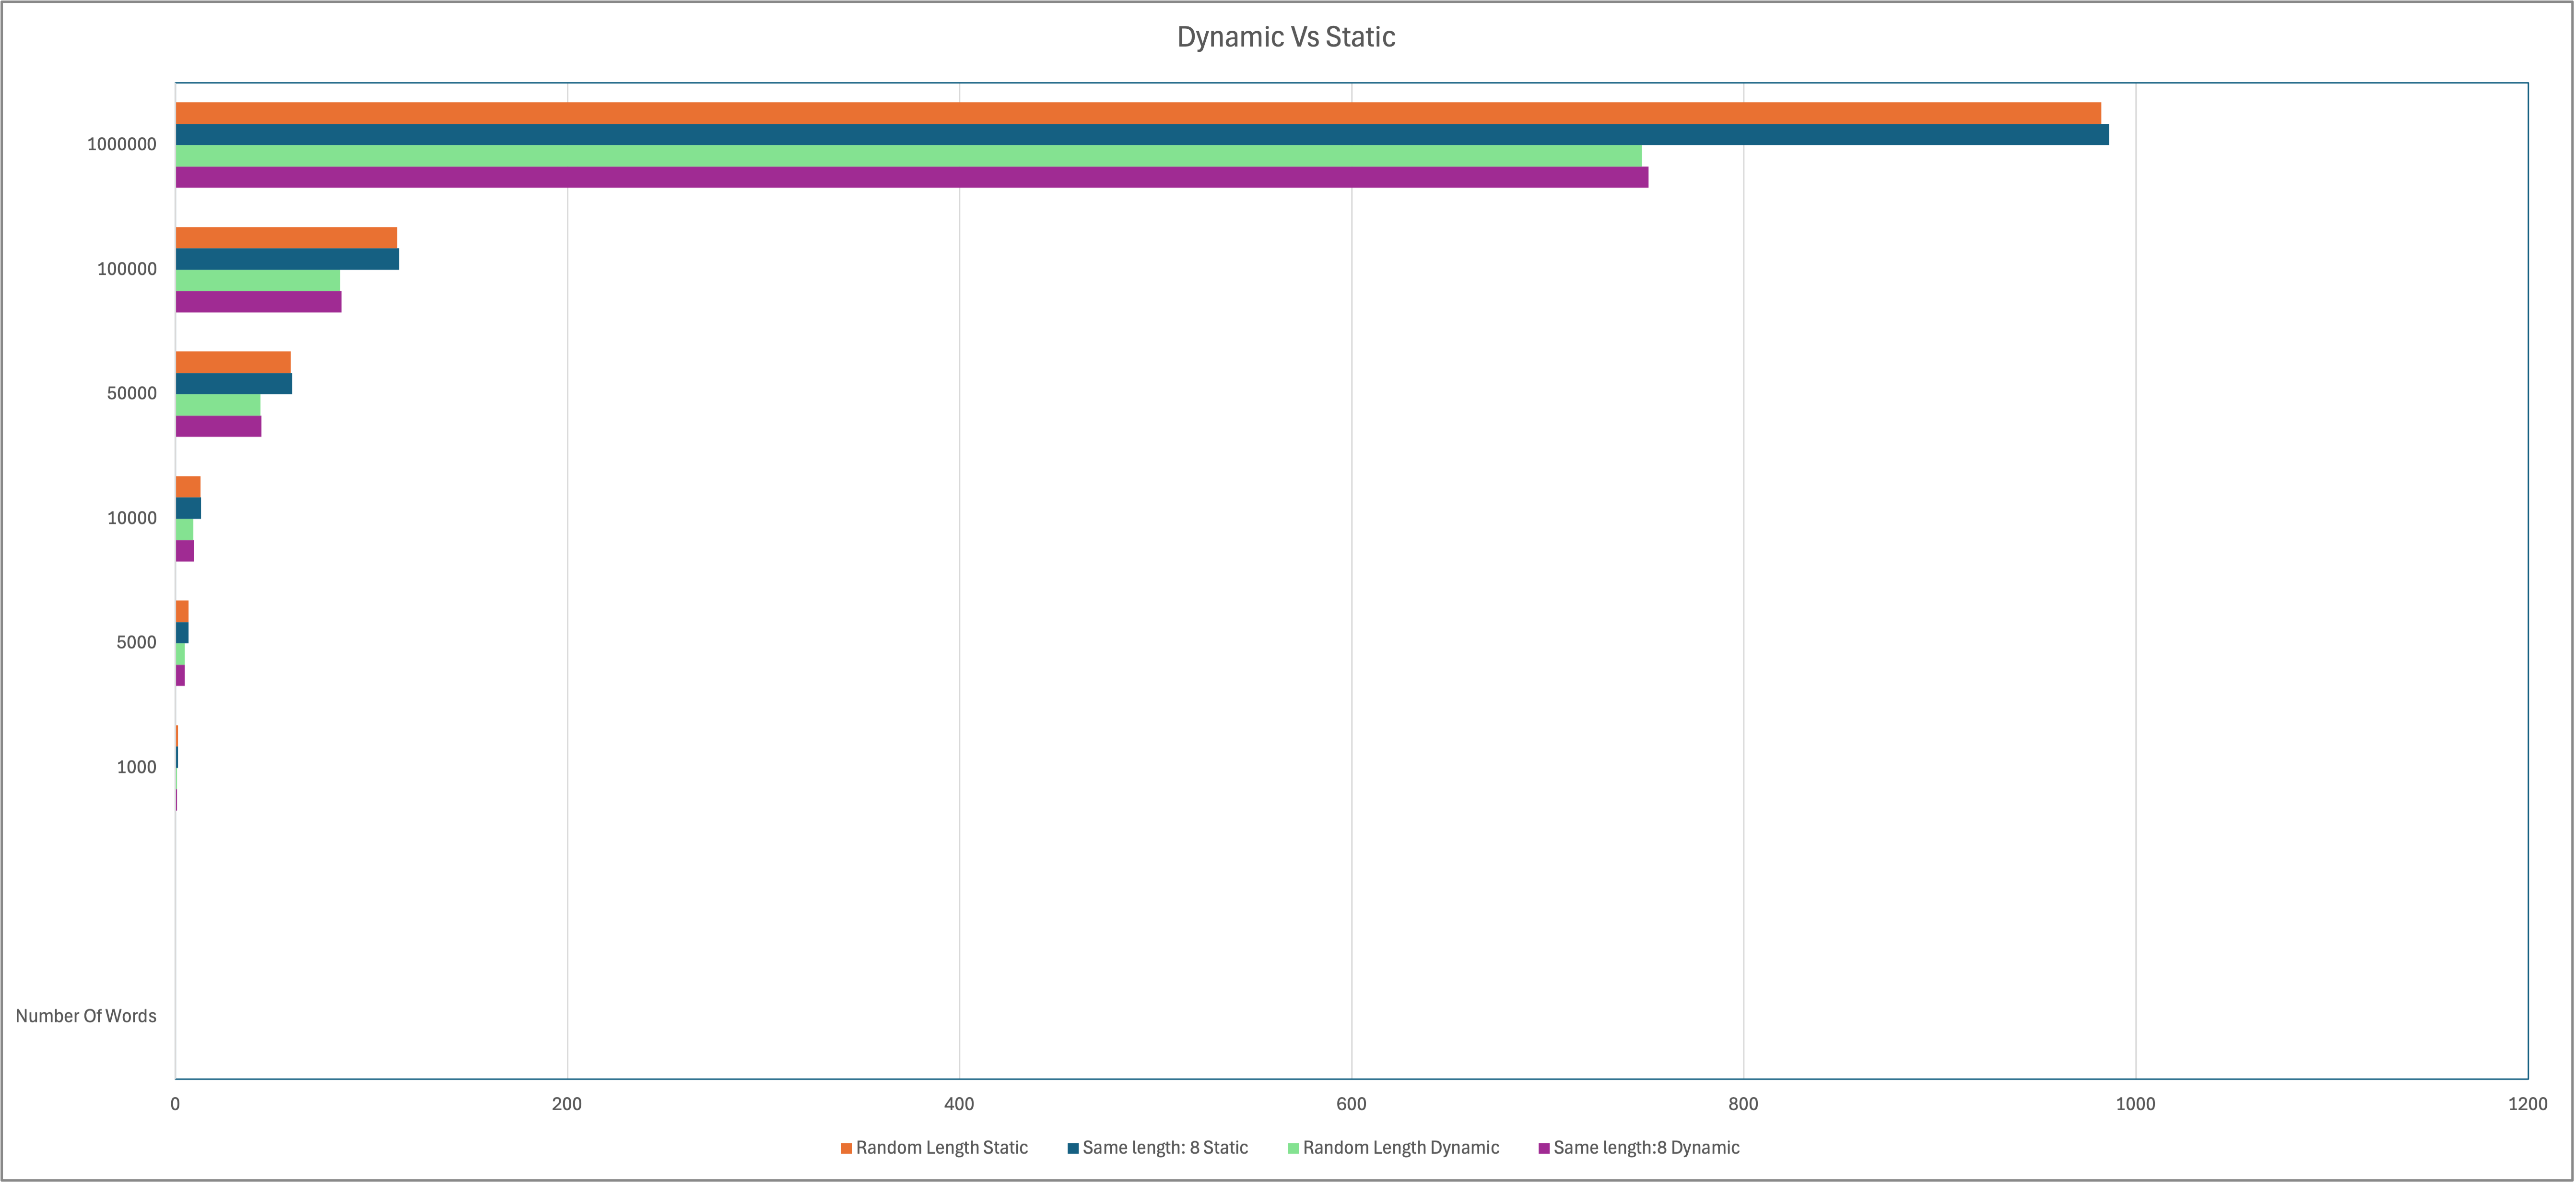 Dynamic Vs Static
1000000
100000
50000
10000
5000
1000
Number Of Words
0 200 400 600 800 1000 1200
Random Length Static Same length: 8 Static Random Length Dynamic Same length:8 Dynamic